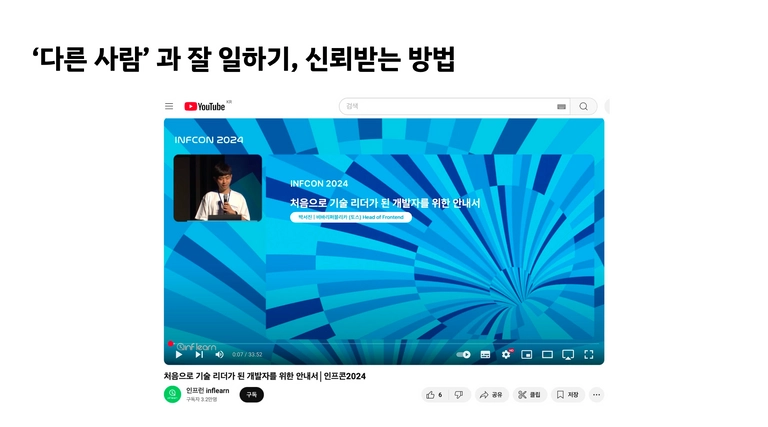 ‘다른 사람’ 과 잘 일하기, 신뢰받는 방법
YouTube KR
검색
INFCON 2024
INFCON 2024
처음으로 기술 리더가 된 개발자를 위한 안내서
박서진 | 비바리퍼블리카 (토스) Head of Frontend
inflearn
0:07 / 33:52
처음으로 기술 리더가 된 개발자를 위한 안내서│인프콘2024
인프런 inflearn
구독자 3.2만명
구독
6
공유
클립
저장